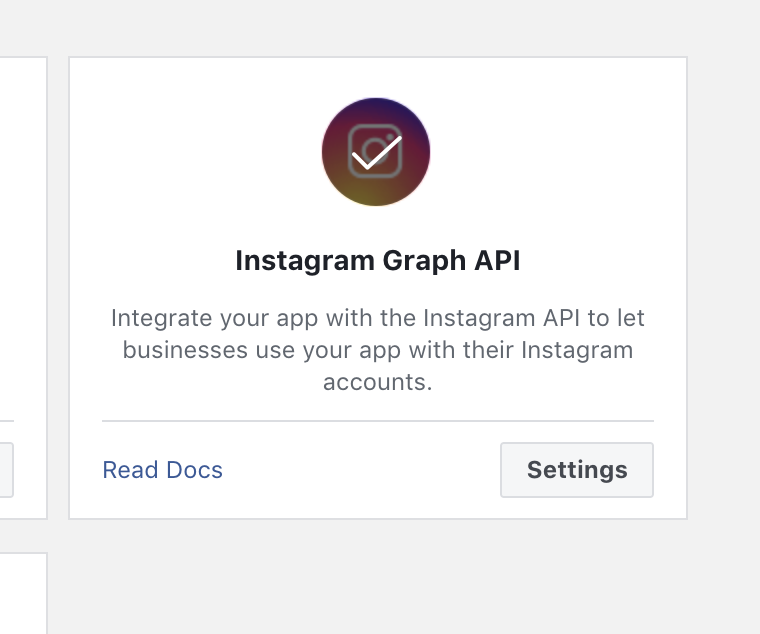 Instagram Graph API
Integrate your app with the Instagram API to let
businesses use your app with their Instagram
accounts.
Read Docs
Settings